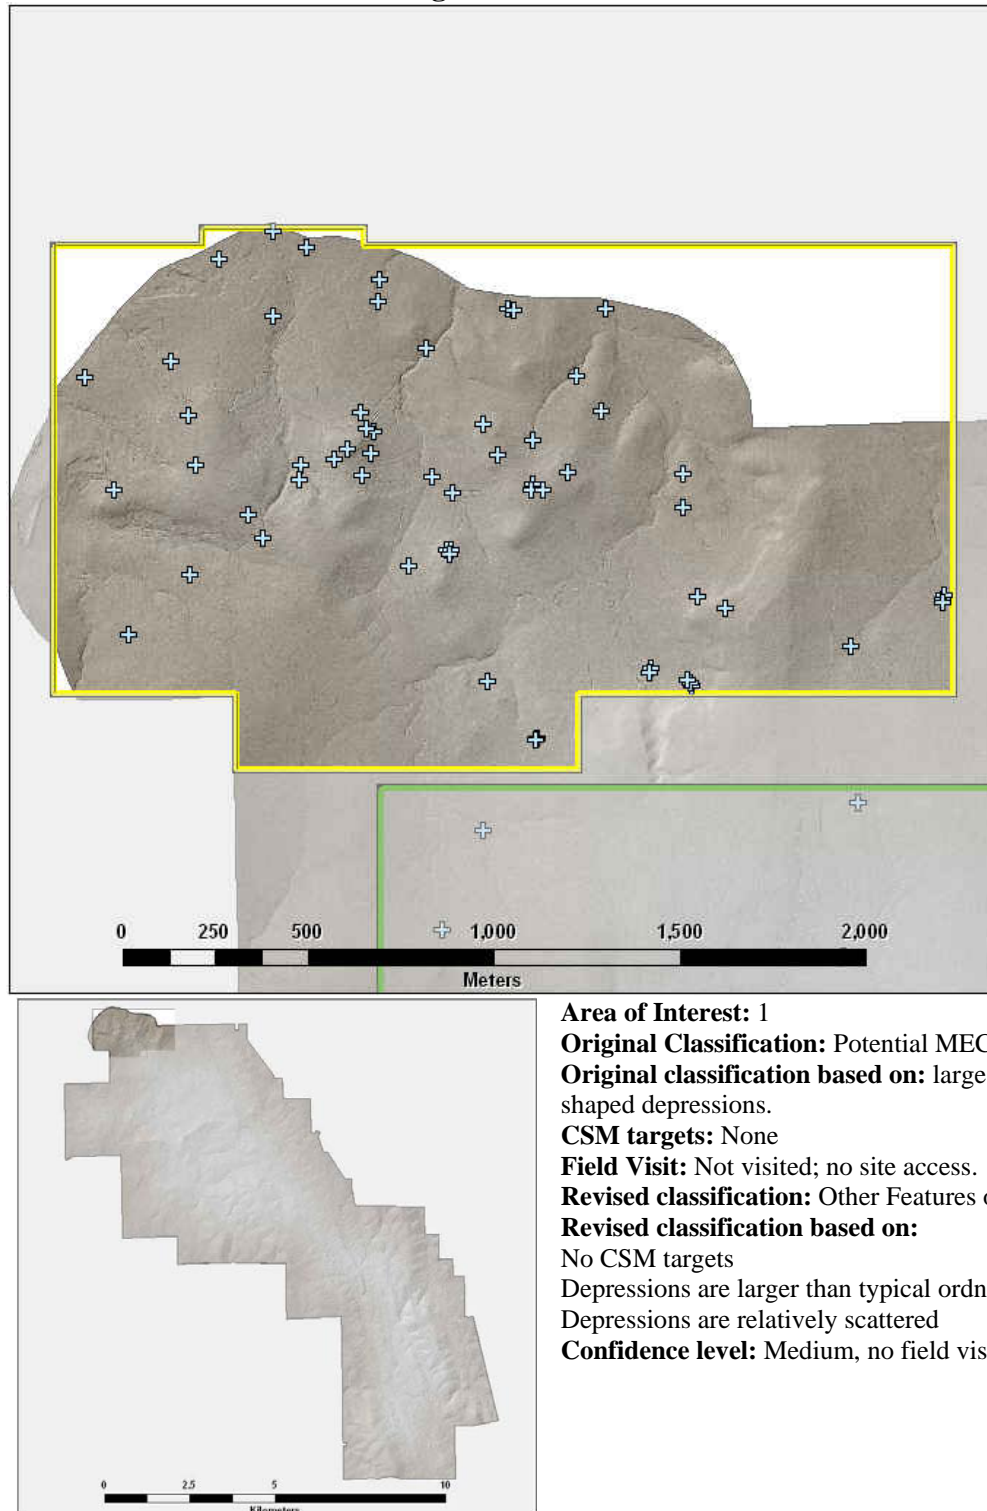 0 250 500 1,000 1,500 2,000
Meters
Area of Interest: 1
Original Classification: Potential MEC
Original classification based on: large
shaped depressions.
CSM targets: None
Field Visit: Not visited; no site access.
Revised classification: Other Features
Revised classification based on:
No CSM targets
Depressions are larger than typical
Depressions are relatively scattered
Confidence level: Medium, no field
0 2.5 5 10
Kilometers